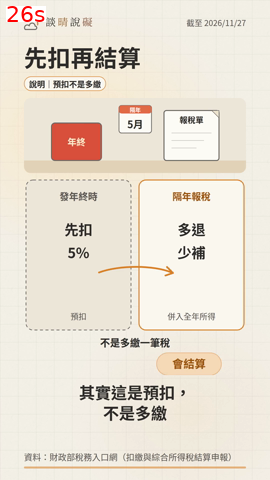 26s
談晴說礙
截至 2026/11/27
先扣再結算
說明｜預扣不是多繳
年終
隔年
5月
報稅單
發年終時
先扣
5%
預扣
隔年報稅
多退
少補
併入全年所得
不是多繳一筆稅
會結算
其實這是預扣，
不是多繳
資料：財政部稅務入口網（扣繳與綜合所得稅結算申報）